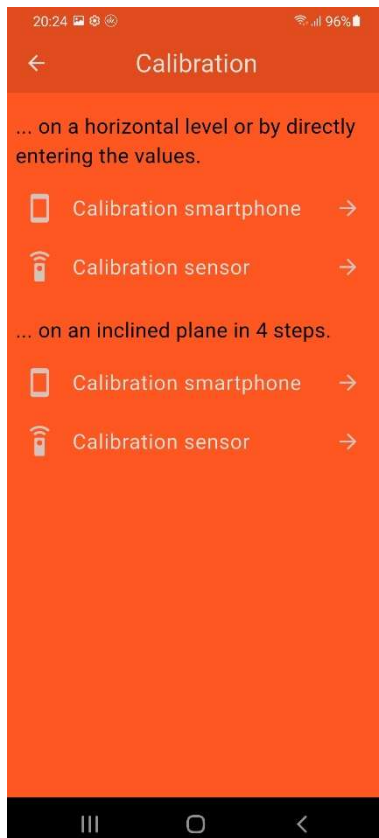 20:24 96%
Calibration
... on a horizontal level or by directly
entering the values.
Calibration smartphone
Calibration sensor
... on an inclined plane in 4 steps.
Calibration smartphone
Calibration sensor